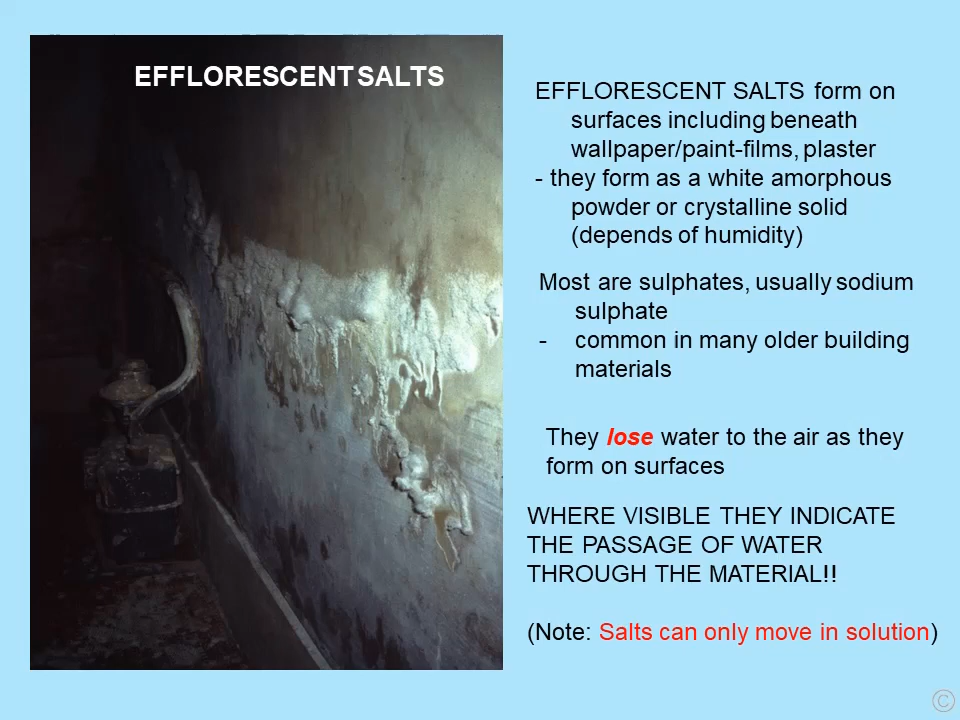 EFFLORESCENT SALTS
EFFLORESCENT SALTS form on
surfaces including beneath
wallpaper/paint-films, plaster
- they form as a white amorphous
powder or crystalline solid
(depends of humidity)
Most are sulphates, usually sodium
sulphate
- common in many older building
materials
They lose water to the air as they
form on surfaces
WHERE VISIBLE THEY INDICATE
THE PASSAGE OF WATER
THROUGH THE MATERIAL!!
(Note: Salts can only move in solution)
©